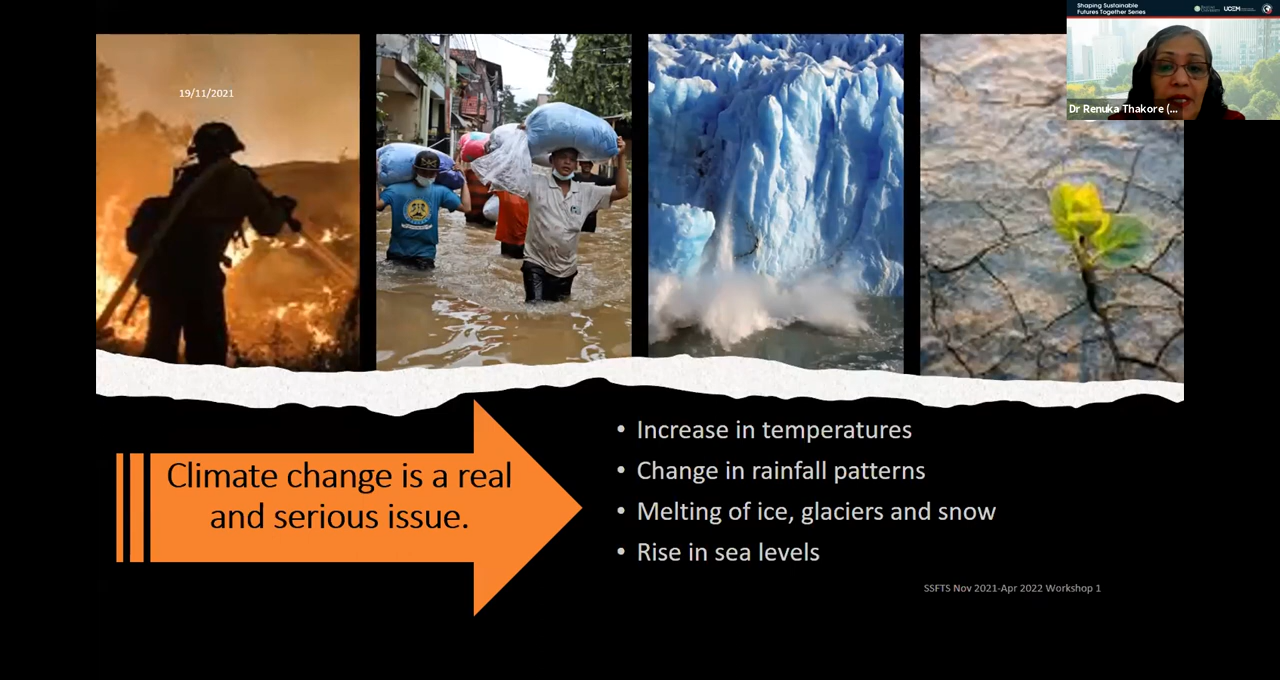 Shaping Sustainable
Futures Together Series
UCEM
Dr Renuka Thakore (...
19/11/2021
Climate change is a real
and serious issue.
• Increase in temperatures
• Change in rainfall patterns
• Melting of ice, glaciers and snow
• Rise in sea levels
SSFTS Nov 2021-Apr 2022 Workshop 1